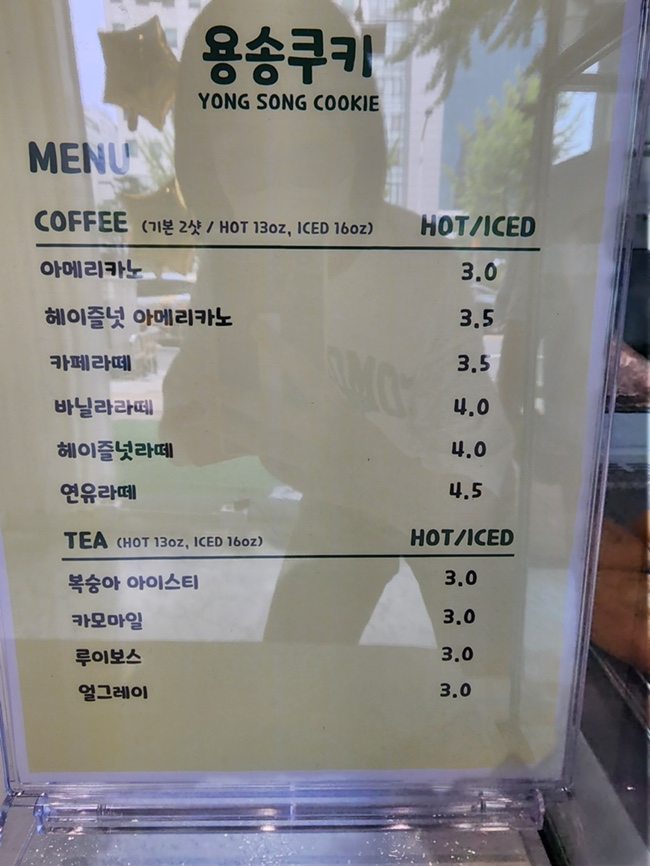 용송쿠키
YONG SONG COOKIE
MENU
COFFEE (기본 2샷 / HOT 13oz, ICED 16oz) HOT/ICED
아메리카노 3.0
헤이즐넛 아메리카노 3.5
카페라떼 3.5
바닐라라떼 4.0
헤이즐넛라떼 4.0
연유라떼 4.5
TEA (HOT 13oz, ICED 16oz) HOT/ICED
복숭아 아이스티 3.0
카모마일 3.0
루이보스 3.0
얼그레이 3.0